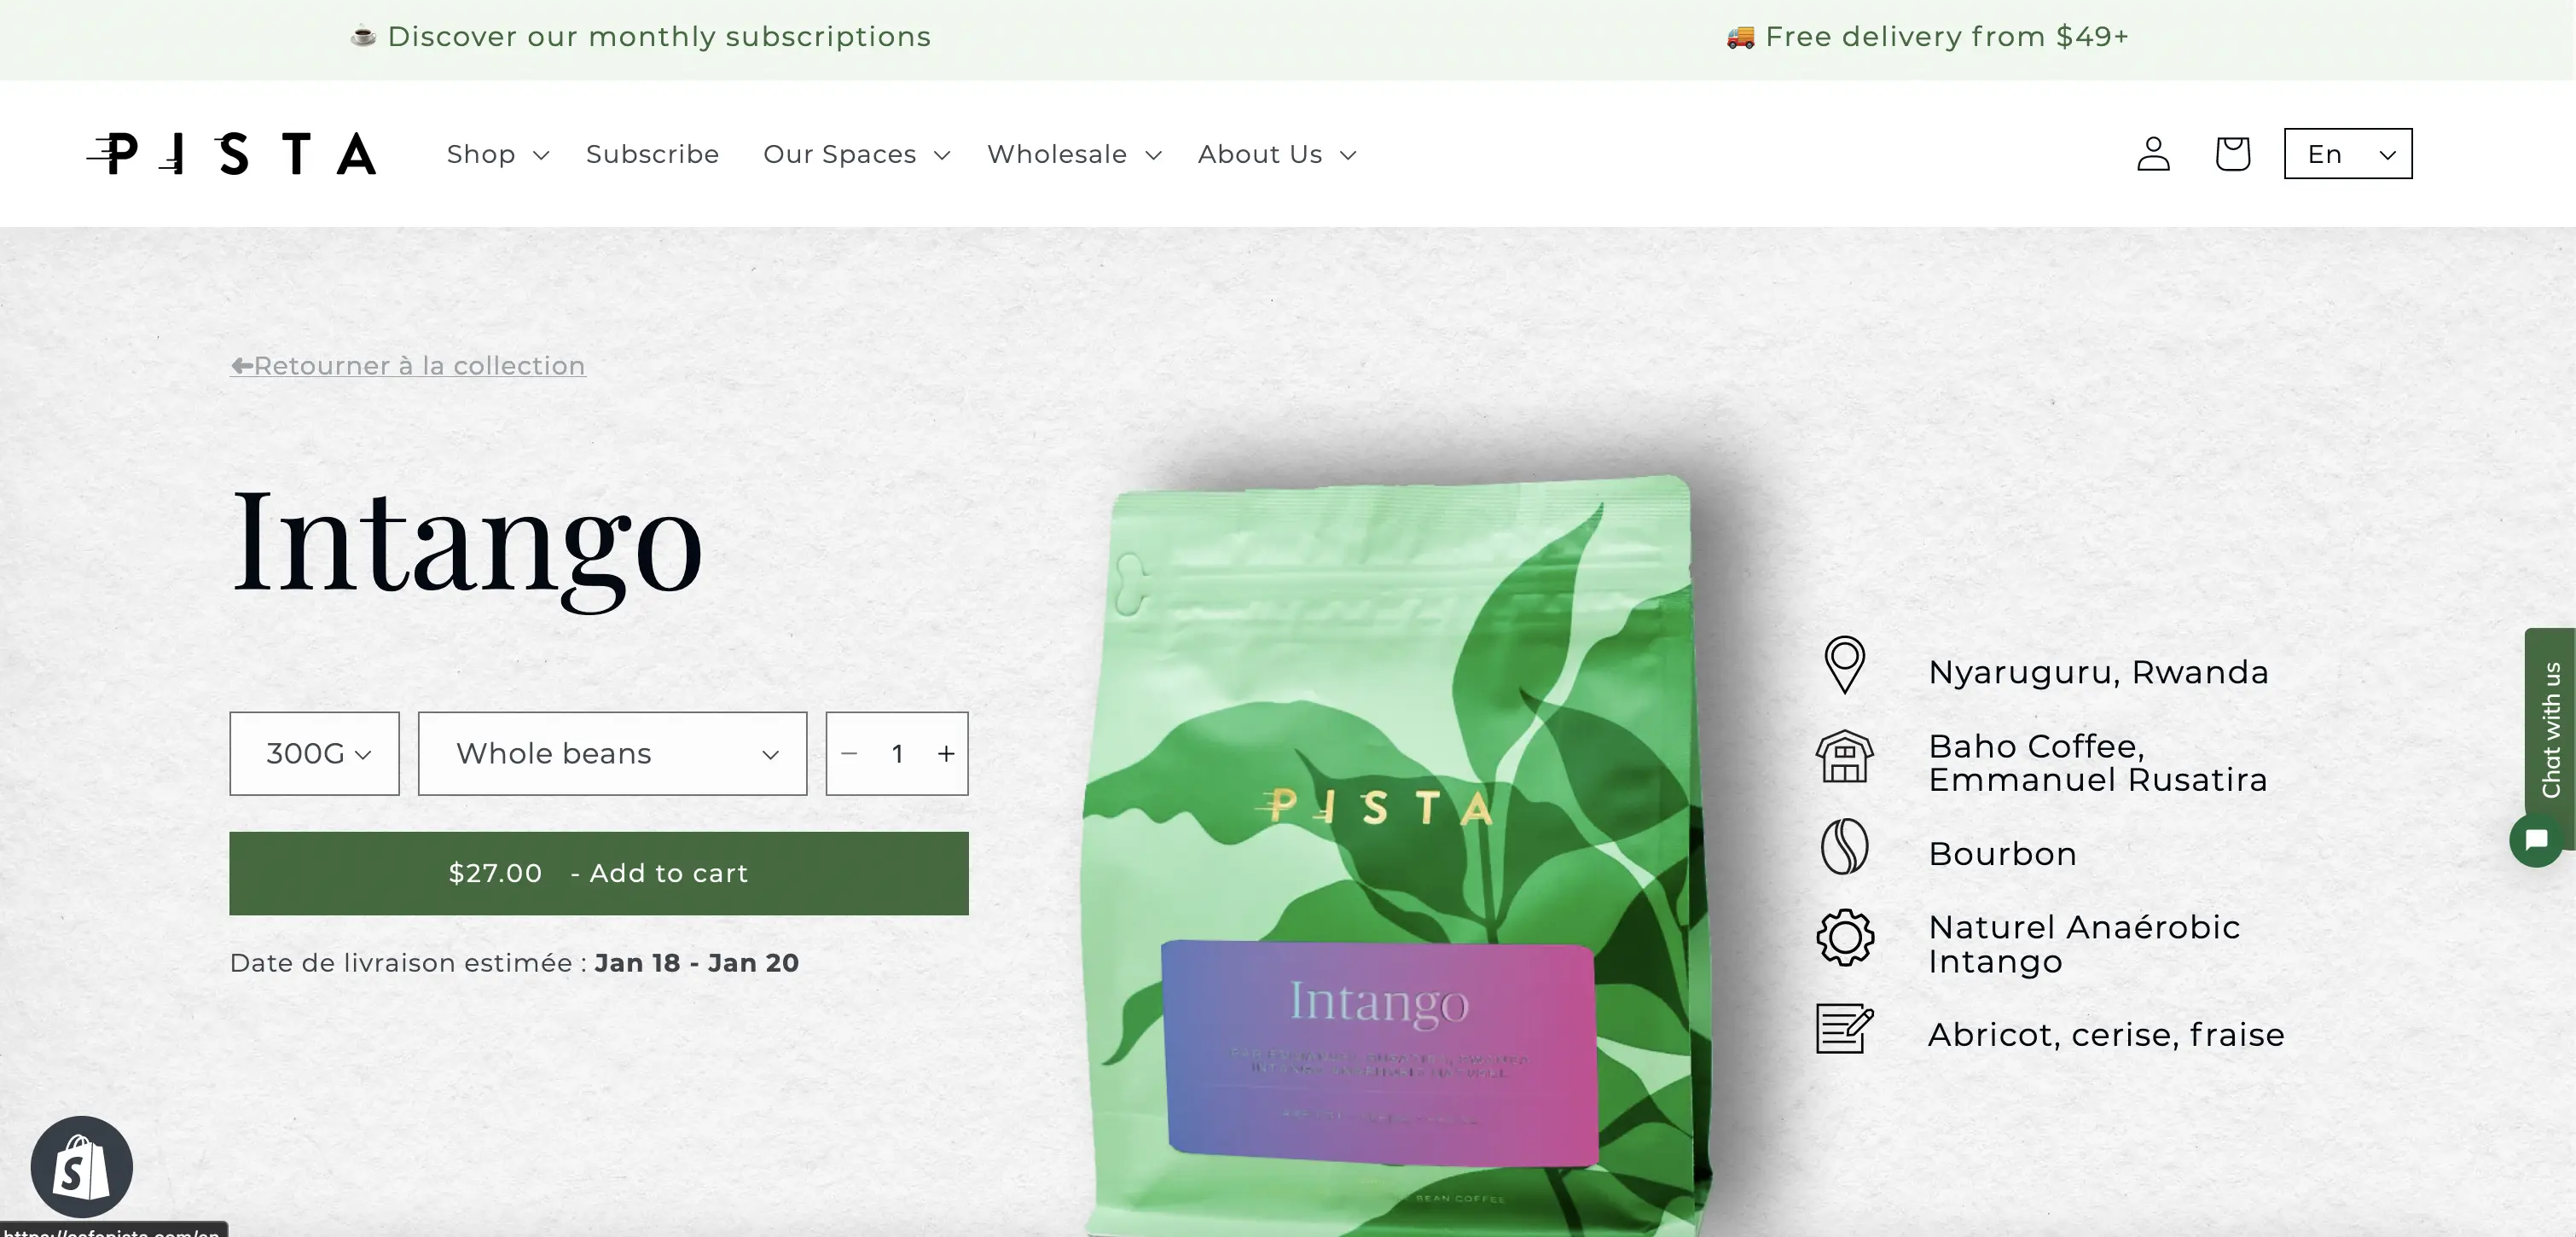 ☕ Discover our monthly subscriptions
🚚 Free delivery from $49+
PISTA
Shop
Subscribe
Our Spaces
Wholesale
About Us
En
Retourner à la collection
Intango
300G
Whole beans
− 1 +
$27.00 - Add to cart
Date de livraison estimée : Jan 18 - Jan 20
PISTA
Intango
BEAN COFFEE
Nyaruguru, Rwanda
Baho Coffee,
Emmanuel Rusatira
Bourbon
Naturel Anaérobic
Intango
Abricot, cerise, fraise
Chat with us